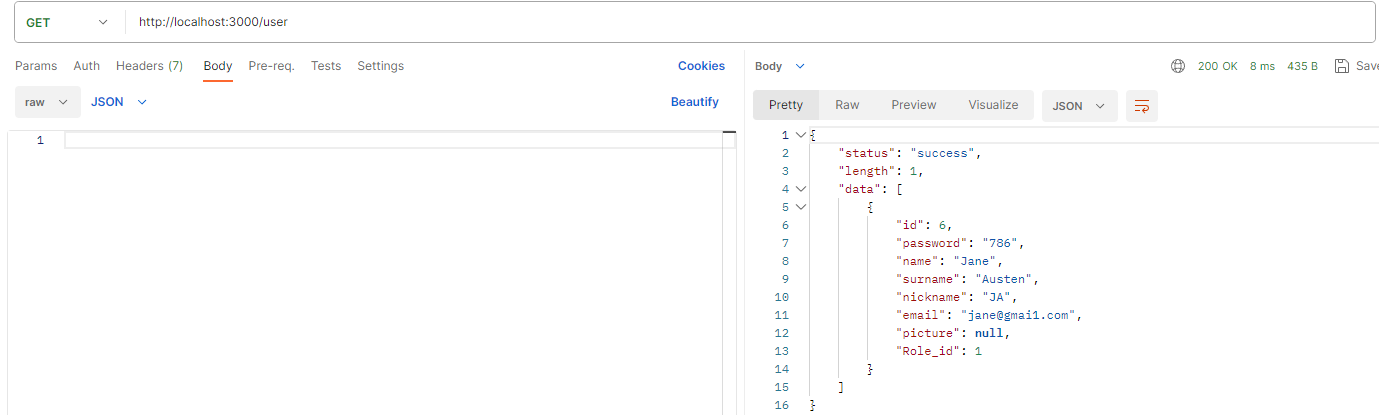 GET http://localhost:3000/user
Params Auth Headers (7) Body Pre-req. Tests Settings Cookies
raw JSON Beautify
1
Body 200 OK 8 ms 435 B Save
Pretty Raw Preview Visualize JSON
1 {
2 "status": "success",
3 "length": 1,
4 "data": [
5 {
6 "id": 6,
7 "password": "786",
8 "name": "Jane",
9 "surname": "Austen",
10 "nickname": "JA",
11 "email": "jane@gmai1.com",
12 "picture": null,
13 "Role_id": 1
14 }
15 ]
16 }